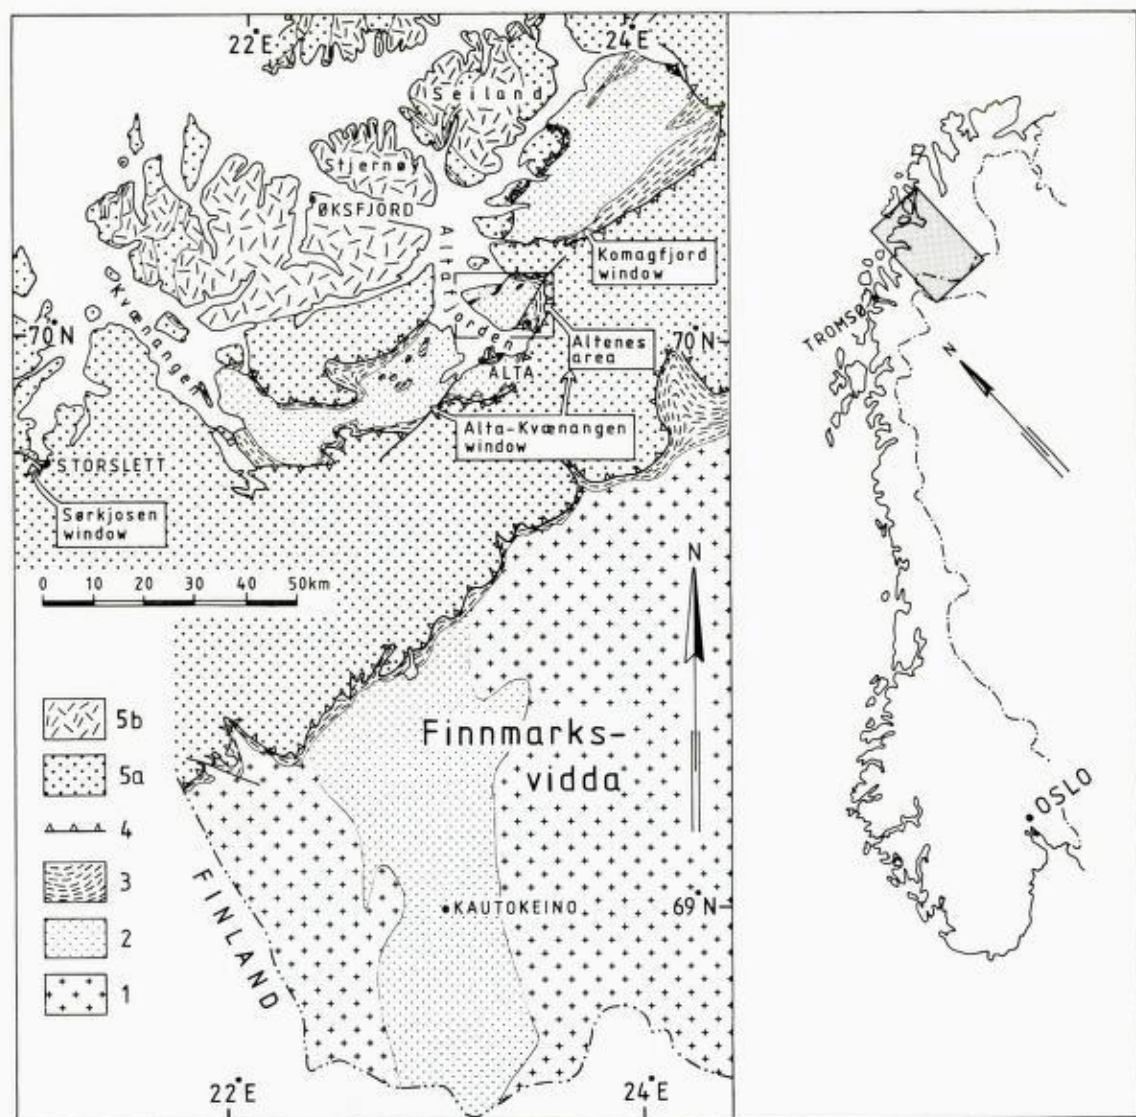 22°E
24°E
Seiland
Stjernøy
ØKSFJORD
Altafjorden
Komagfjord
window
Kvænangen
70°N
Altenes
area
70°N
ALTA
Alta-Kvænangen
window
STORSLETT
Sørkjosen
window
0 10 20 30 40 50km
N
5b
5a
4
3
2
1
Finnmarks-
vidda
FINLAND
KAUTOKEINO
69°N
22°E
24°E
TROMSØ
N
OSLO